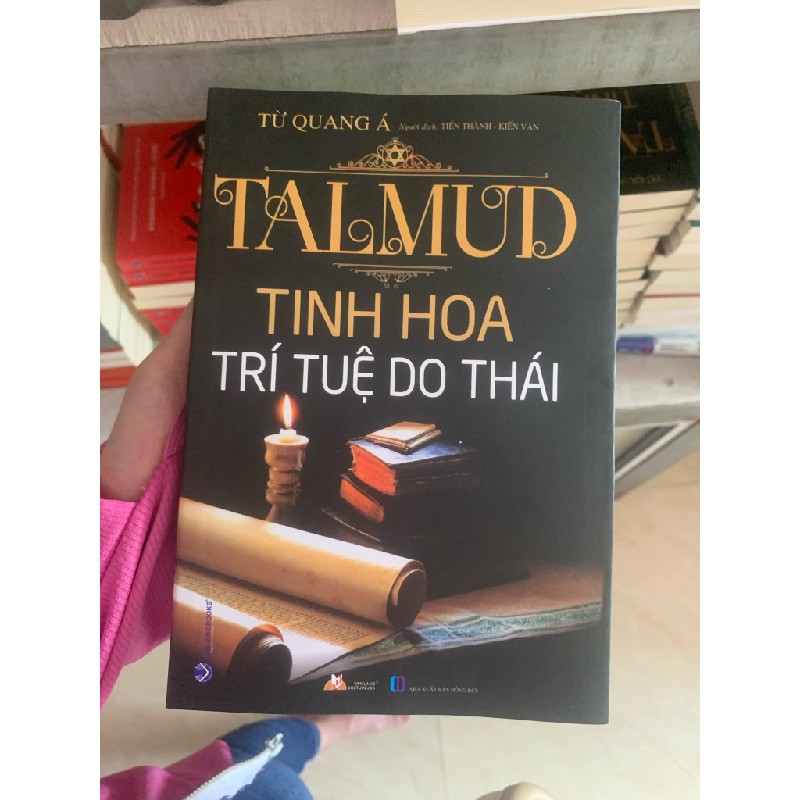 TỪ QUANG Á Người dịch: TIẾN THÀNH - KIẾN VĂN
TALMUD
TINH HOA
TRÍ TUỆ DO THÁI